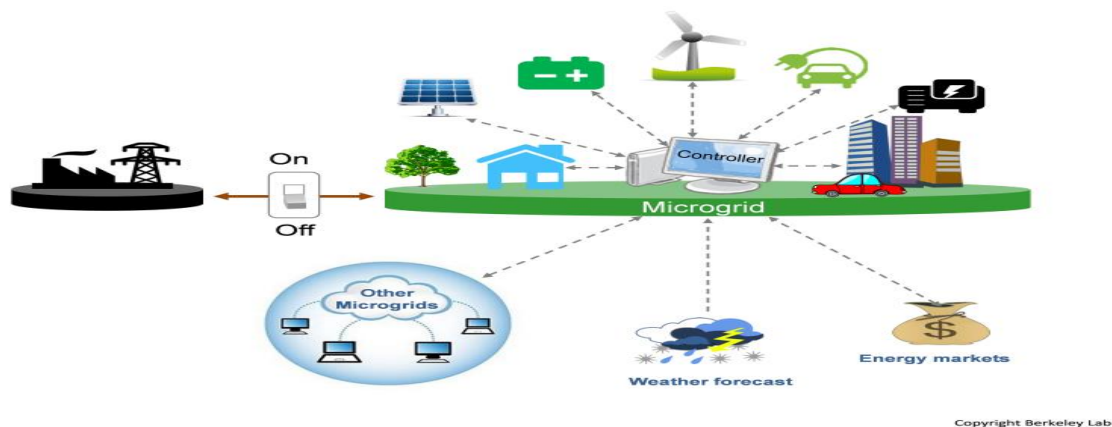 On
Off
Controller
Microgrid
Other
Microgrids
$
Energy markets
Weather forecast
Copyright Berkeley Lab